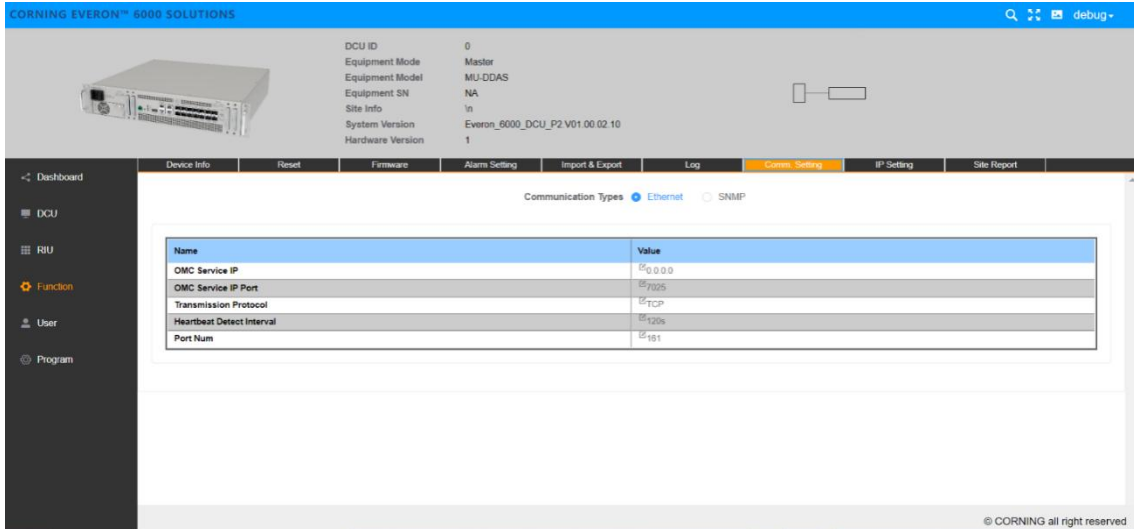 CORNING EVERON™ 6000 SOLUTIONS
debug
DCU ID 0
Equipment Mode Master
Equipment Model MU-DDAS
Equipment SN NA
Site Info \n
System Version Everon_6000_DCU_P2.V01.00.02.10
Hardware Version 1
Device Info Reset Firmware Alarm Setting Import & Export Log Comm. Setting IP Setting Site Report
Dashboard
DCU
RIU
Function
User
Program
Communication Types Ethernet SNMP
Name Value
OMC Service IP 0.0.0.0
OMC Service IP Port 7025
Transmission Protocol TCP
Heartbeat Detect Interval 120s
Port Num 161
© CORNING all right reserved